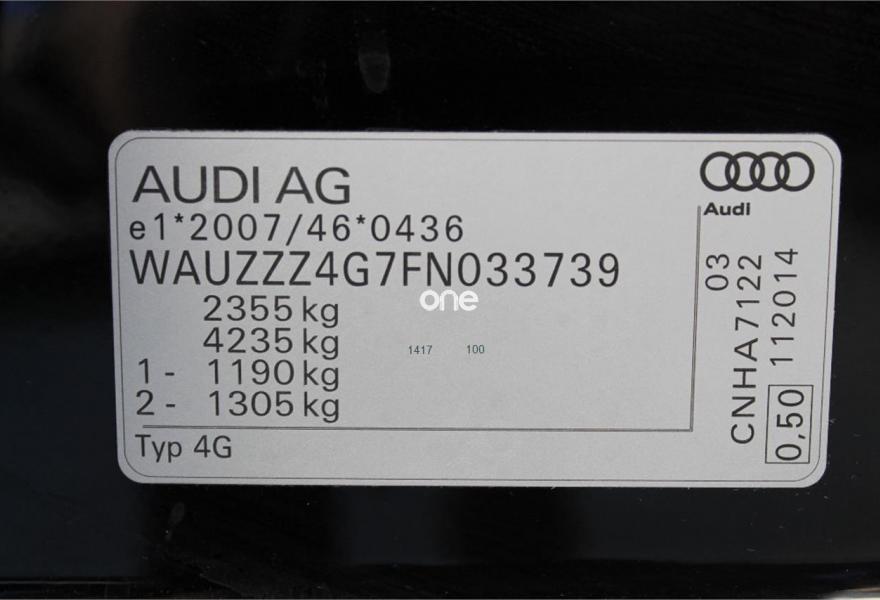 AUDI AG
e1*2007/46*0436
WAUZZZ4G7FN033739
2355 kg
4235 kg
1 - 1190 kg
2 - 1305 kg
1417 100
Typ 4G
Audi
03
CNHA7122
0,50 112014
one